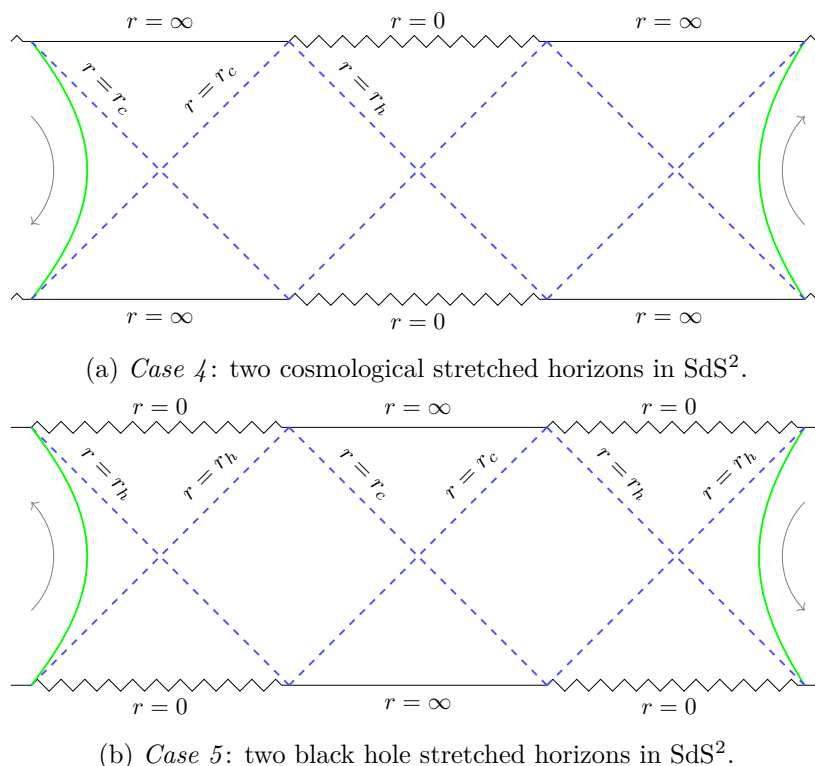 r = ∞ r = 0 r = ∞
r = r_c r = r_c r = r_h
r = ∞ r = 0 r = ∞
(a) Case 4: two cosmological stretched horizons in SdS².
r = 0 r = ∞ r = 0
r = r_h r = r_h r = r_c r = r_c r = r_h r = r_h
r = 0 r = ∞ r = 0
(b) Case 5: two black hole stretched horizons in SdS².